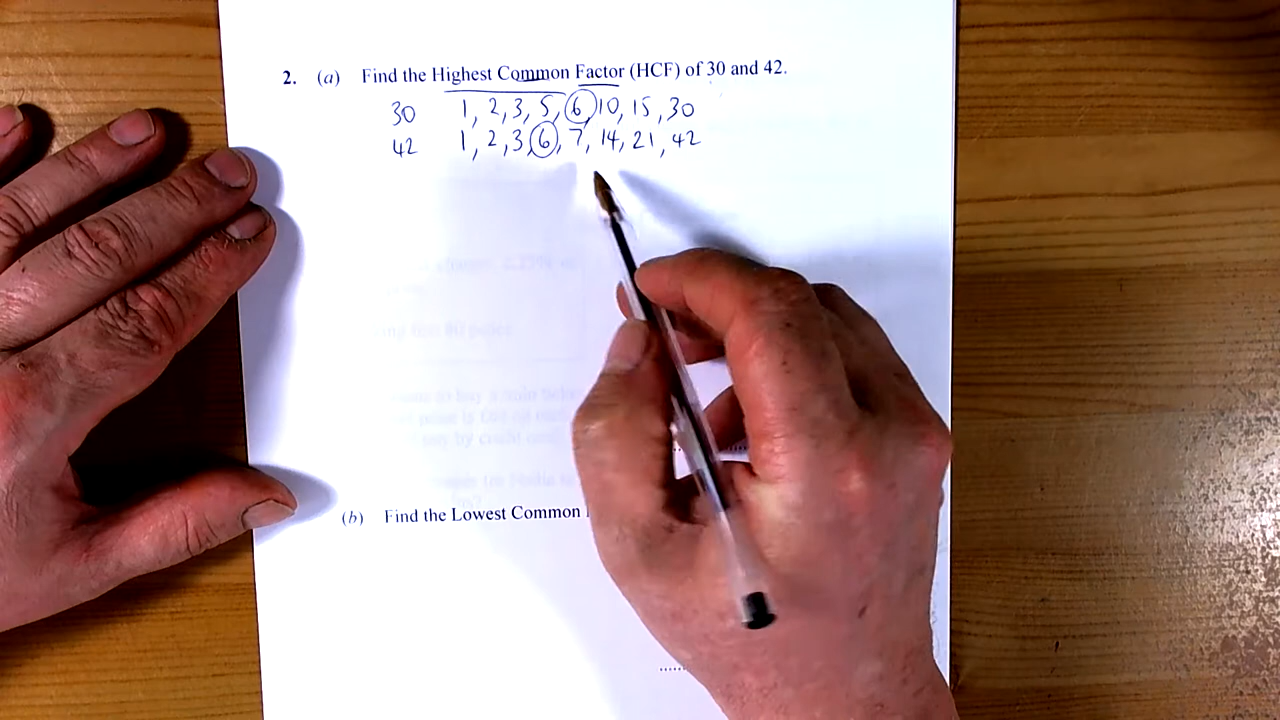 2. (a) Find the Highest Common Factor (HCF) of 30 and 42.
30 1, 2, 3, 5, 6, 10, 15, 30
42 1, 2, 3, 6, 7, 14, 21, 42
(b) Find the Lowest Common